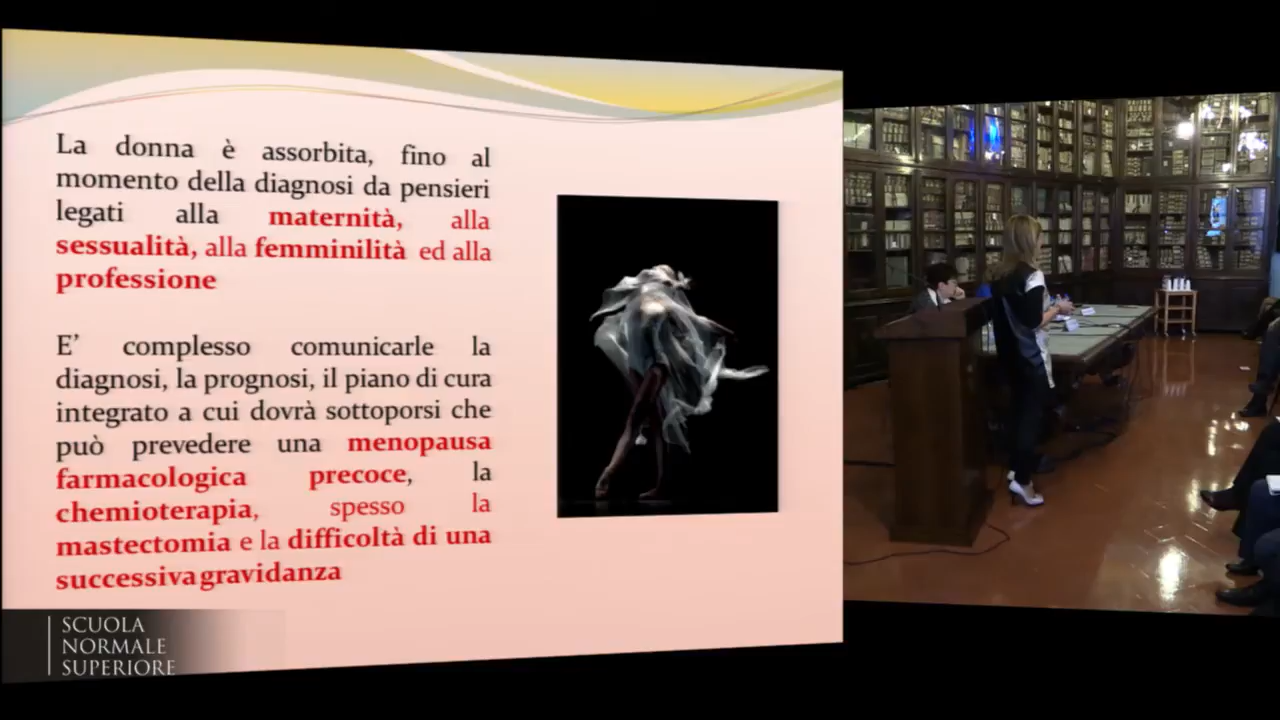 La donna è assorbita, fino al
momento della diagnosi da pensieri
legati alla maternità, alla
sessualità, alla femminilità ed alla
professione
E' complesso comunicarle la
diagnosi, la prognosi, il piano di cura
integrato a cui dovrà sottoporsi che
può prevedere una menopausa
farmacologica precoce, la
chemioterapia, spesso la
mastectomia e la difficoltà di una
successiva gravidanza
SCUOLA
NORMALE
SUPERIORE